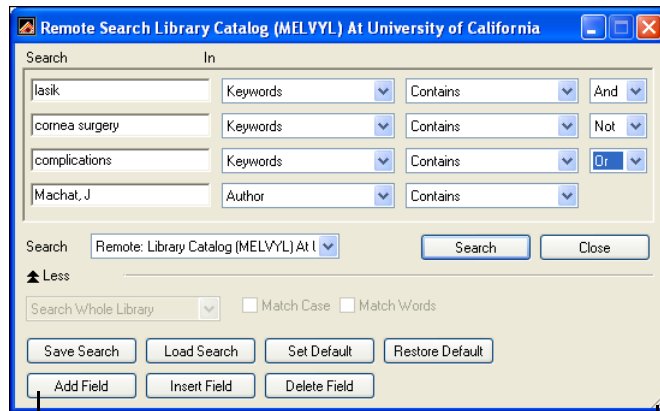 Remote Search Library Catalog (MELVYL) At University of California
Search In
lasik Keywords Contains And
cornea surgery Keywords Contains Not
complications Keywords Contains Or
Machat, J Author Contains
Search Remote: Library Catalog (MELVYL) At U Search Close
Less
Search Whole Library Match Case Match Words
Save Search Load Search Set Default Restore Default
Add Field Insert Field Delete Field